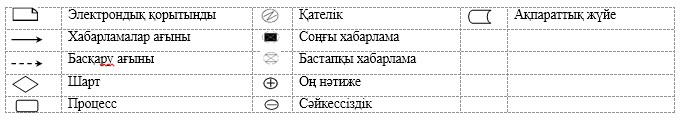 Электрондық қорытынды Қателік Ақпараттық жүйе
Хабарламалар ағыны Соңғы хабарлама
Басқару ағыны Бастапқы хабарлама
Шарт Оң нәтиже
Процесс Сәйкессіздік